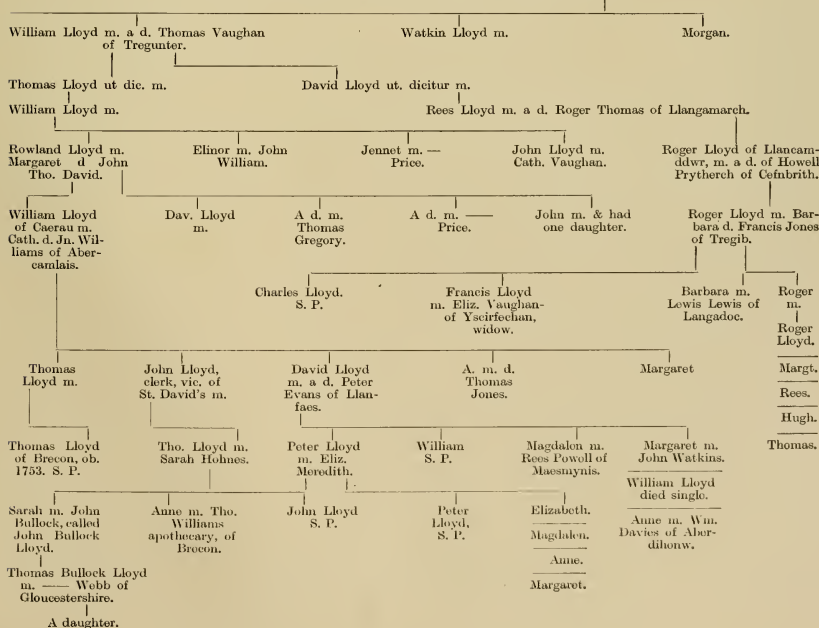 William Lloyd m. a d. Thomas Vaughan
of Tregunter.
Watkin Lloyd m.
Morgan.
Thomas Lloyd ut dic. m.
David Lloyd ut. dicitur m.
William Lloyd m.
Rees Lloyd m. a d. Roger Thomas of Llangamarch.
Rowland Lloyd m.
Margaret d John
Tho. David.
Elinor m. John
William.
Jennet m. —
Price.
John Lloyd m.
Cath. Vaughan.
Roger Lloyd of Llancam-
ddwr, m. a d. of Howell
Prytherch of Cefnbrith.
William Lloyd
of Caerau m.
Cath. d. Jn. Wil-
liams of Aber-
camlais.
Dav. Lloyd
m.
A d. m.
Thomas
Gregory.
A d. m. —
Price.
John m. & had
one daughter.
Roger Lloyd m. Bar-
bara d. Francis Jones
of Tregib.
Charles Lloyd.
S. P.
Francis Lloyd
m. Eliz. Vaughan-
of Yscirfechan,
widow.
Barbara m.
Lewis Lewis of
Langadoc.
Roger
m.
Roger
Lloyd.
Margt.
Rees.
Hugh.
Thomas.
Thomas
Lloyd m.
John Lloyd,
clerk, vic. of
St. David's m.
David Lloyd
m. a d. Peter
Evans of Llan-
faes.
A. m. d.
Thomas
Jones.
Margaret
Thomas Lloyd
of Brecon, ob.
1753. S. P.
Tho. Lloyd m.
Sarah Hohnes.
Peter Lloyd
m. Eliz.
Meredith.
William
S. P.
Magdalen m.
Rees Powell of
Maesmynis.
Margaret m.
John Watkins.
William Lloyd
died single.
Anne m. Wm.
Davies of Aber-
dihonw.
Sarah m. John
Bullock, called
John Bullock
Lloyd.
Anne m. Tho.
Williams
apothecary, of
Brecon.
John Lloyd
S. P.
Peter
Lloyd,
S. P.
Elizabeth.
Magdalen.
Anne.
Margaret.
Thomas Bullock Lloyd
m. — Webb of
Gloucestershire.
A daughter.